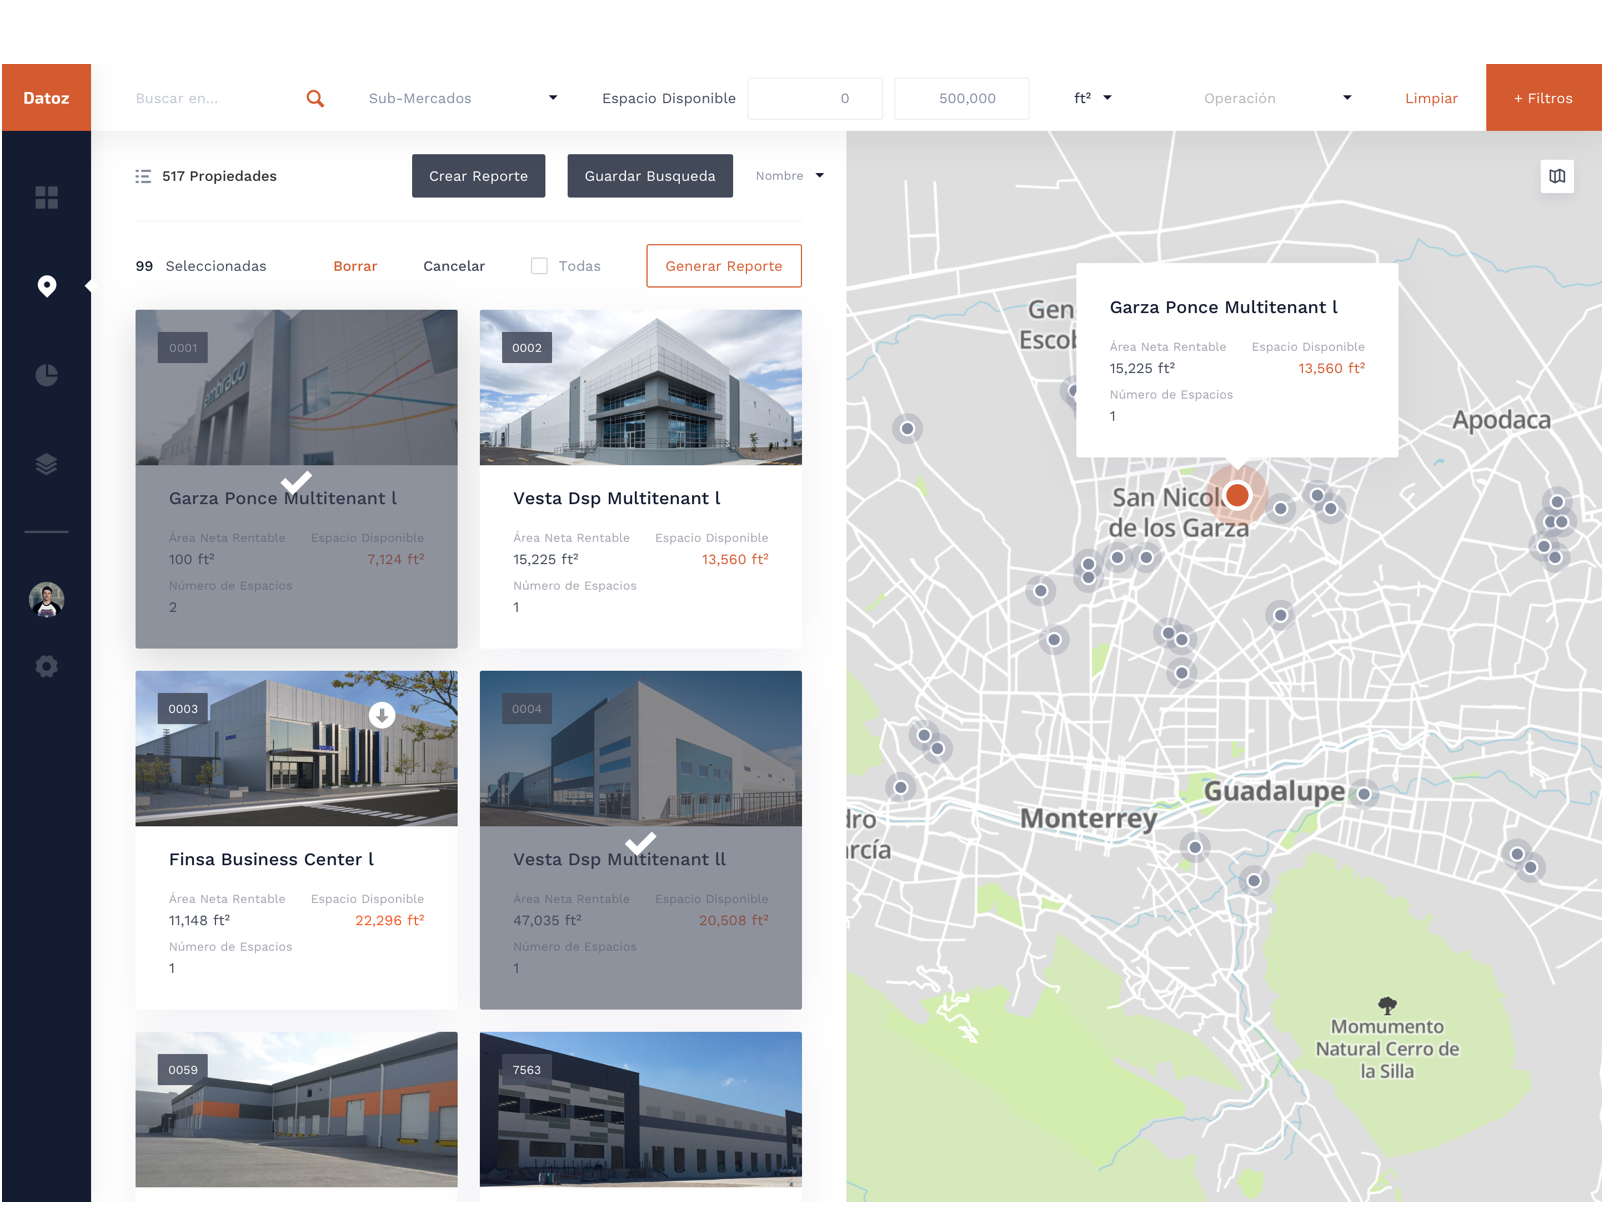 Datoz
Buscar en...
Sub-Mercados
Espacio Disponible
0
500,000
ft²
Operación
Limpiar
+ Filtros
517 Propiedades
Crear Reporte
Guardar Busqueda
Nombre
99 Seleccionadas
Borrar
Cancelar
Todas
Generar Reporte
0001
embraco
Garza Ponce Multitenant l
Área Neta Rentable Espacio Disponible
100 ft² 7,124 ft²
Número de Espacios
2
0002
Vesta Dsp Multitenant l
Área Neta Rentable Espacio Disponible
15,225 ft² 13,560 ft²
Número de Espacios
1
0003
Finsa Business Center l
Área Neta Rentable Espacio Disponible
11,148 ft² 22,296 ft²
Número de Espacios
1
0004
Vesta Dsp Multitenant ll
Área Neta Rentable Espacio Disponible
47,035 ft² 20,508 ft²
Número de Espacios
1
0059
7563
Garza Ponce Multitenant l
Área Neta Rentable Espacio Disponible
15,225 ft² 13,560 ft²
Número de Espacios
1
Gen
Escob
Apodaca
San Nicol
de los Garza
Guadalupe
Monterrey
dro
arcía
Momumento
Natural Cerro de
la Silla